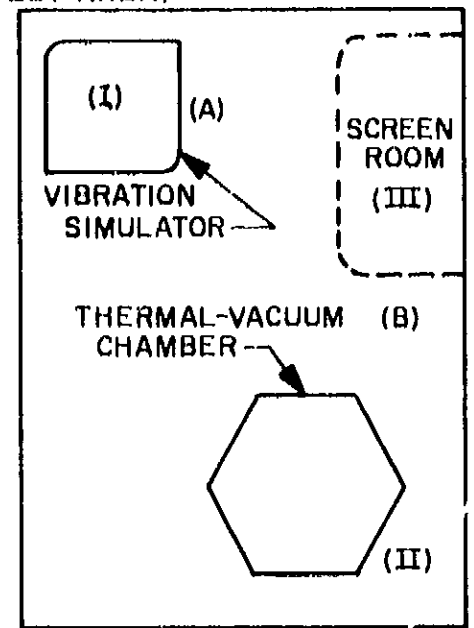 (I)
(A)
VIBRATION
SIMULATOR
SCREEN
ROOM
(III)
THERMAL-VACUUM (B)
CHAMBER
(II)